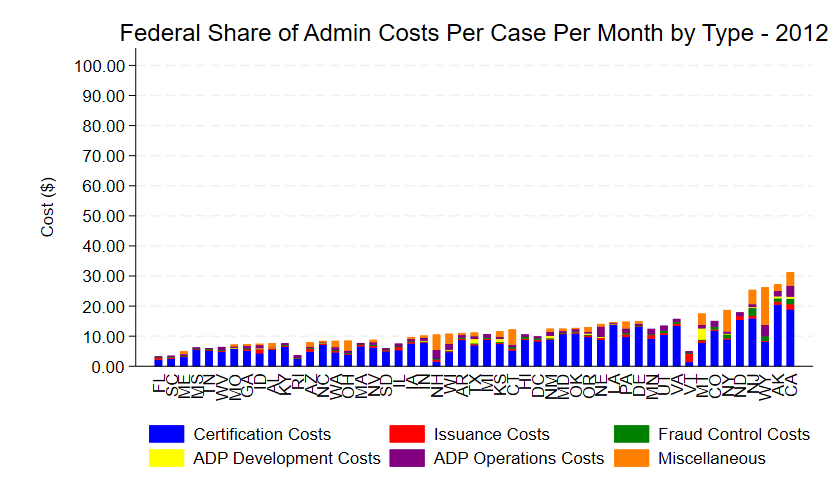 Federal Share of Admin Costs Per Case Per Month by Type - 2012
100.00
90.00
80.00
70.00
60.00
50.00
40.00
30.00
20.00
10.00
0.00
Cost ($)
FL SC ME MS TN WV MO GA ID AL KY RI AZ NC WA OH MA NV SD IL IA IN NH WI AR TX MI KS CT HI DC NM MD OK OR NE LA PA DE MN UT VA VT MT CO NY ND NJ WY AK CA
Certification Costs Issuance Costs Fraud Control Costs
ADP Development Costs ADP Operations Costs Miscellaneous